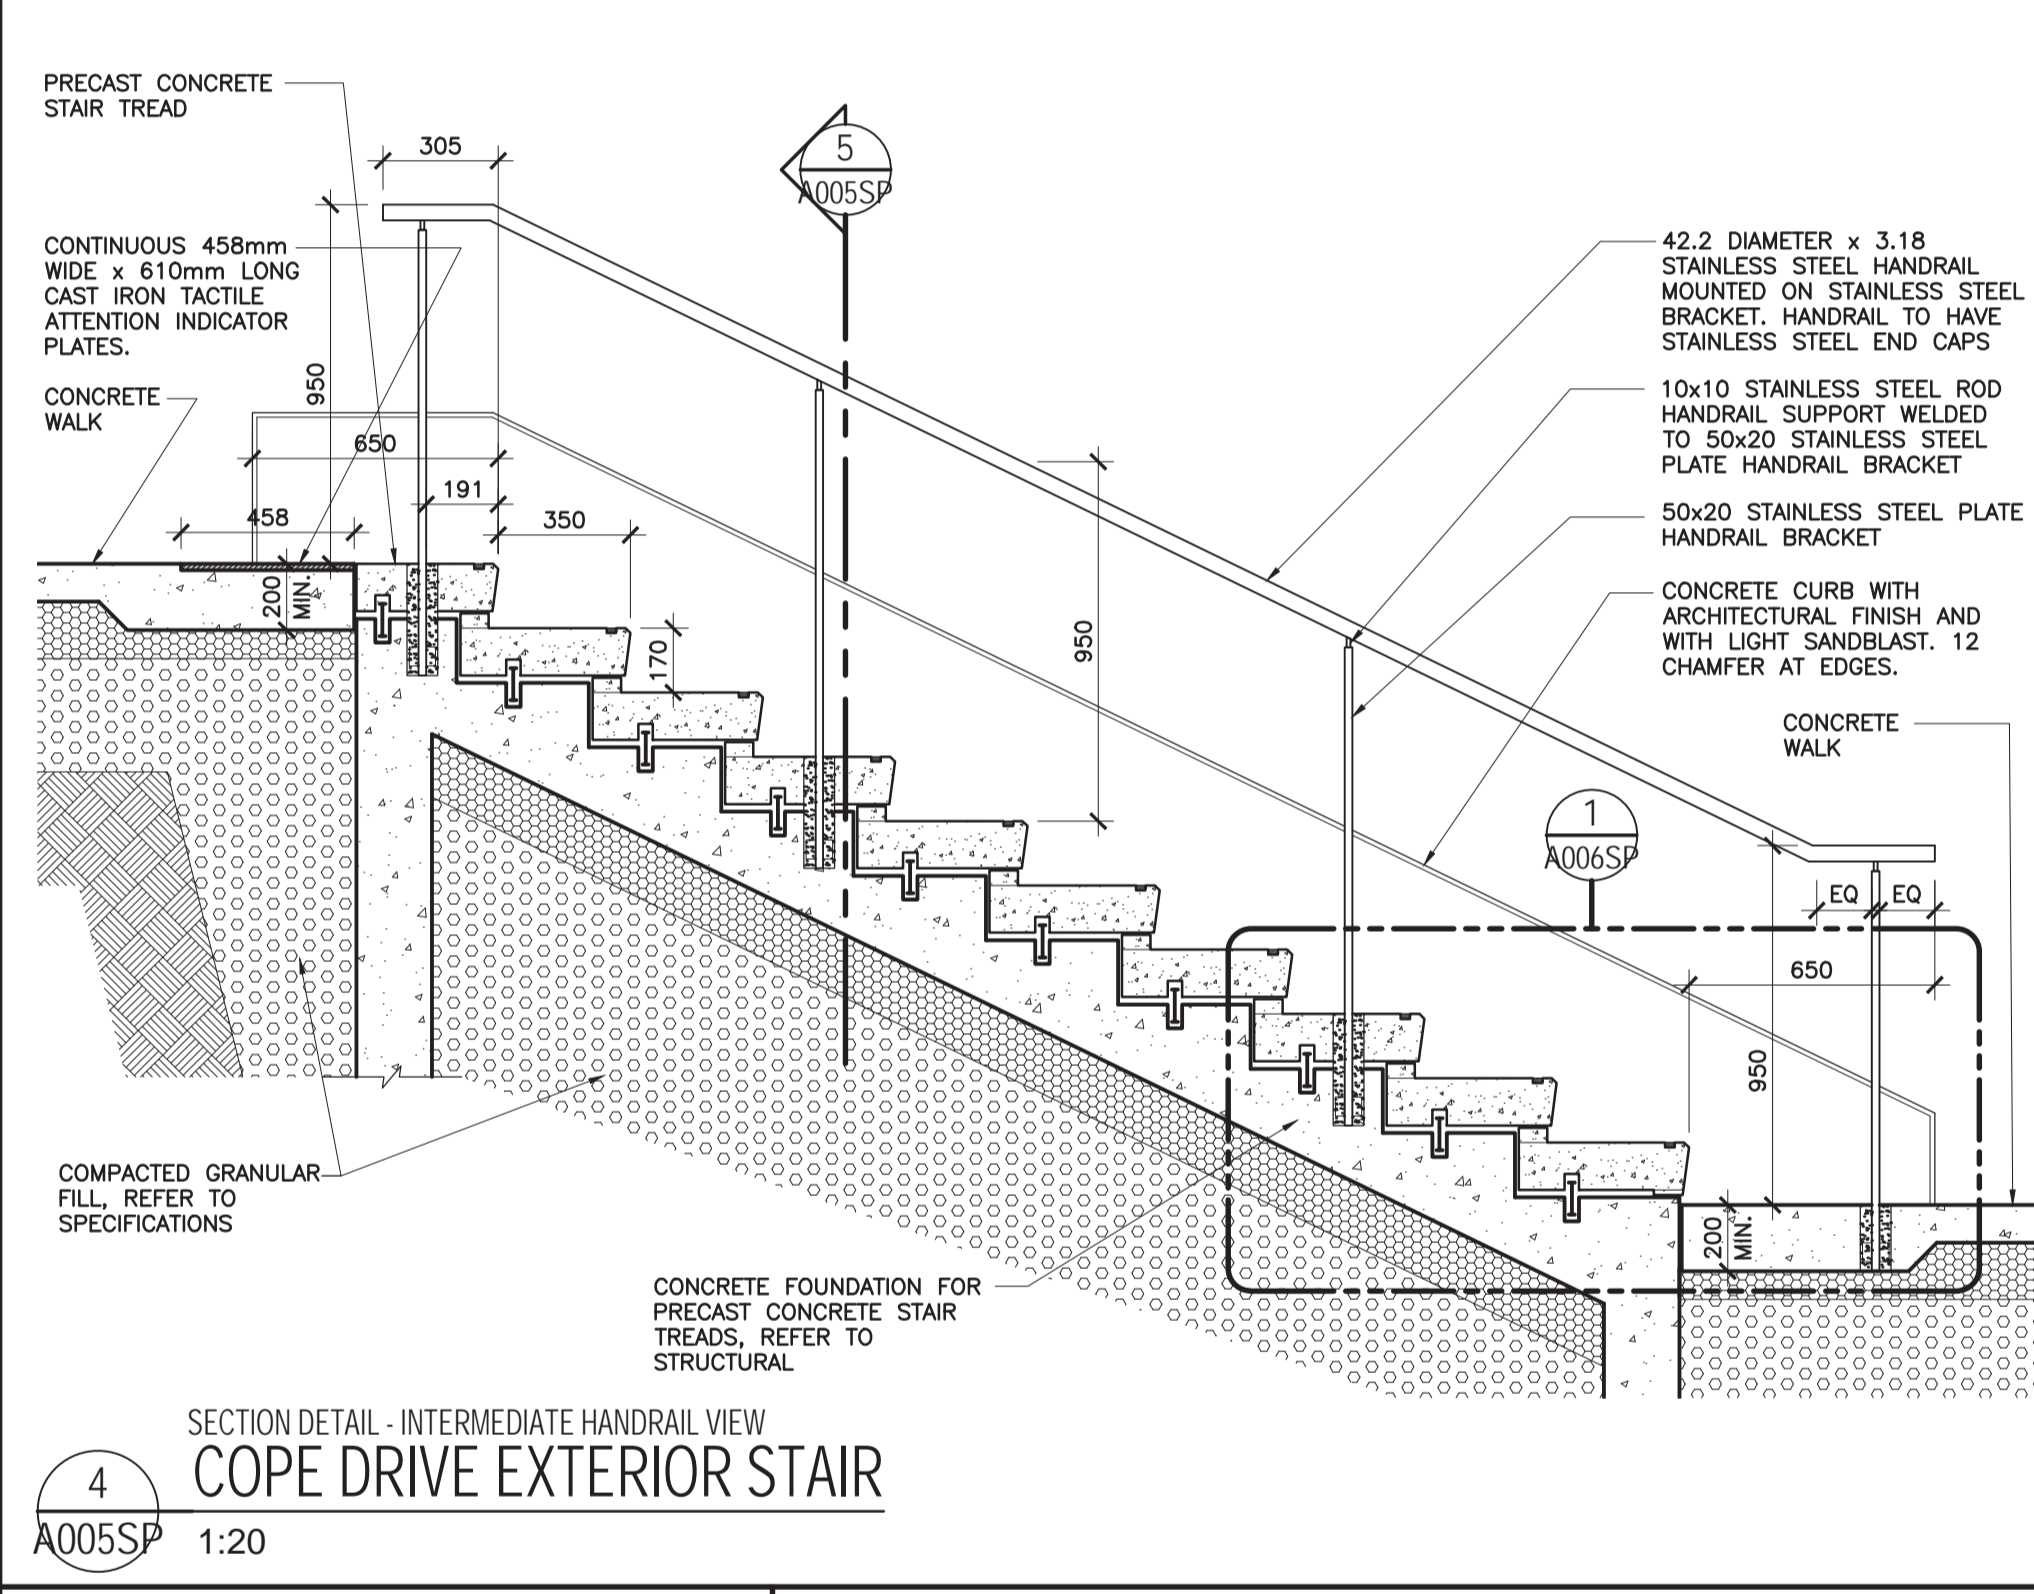 PRECAST CONCRETE
STAIR TREAD
305
5
A005SP
CONTINUOUS 458mm
WIDE x 610mm LONG
CAST IRON TACTILE
ATTENTION INDICATOR
PLATES.
950
CONCRETE
WALK
650
191
458
350
200
MIN.
170
950
42.2 DIAMETER x 3.18
STAINLESS STEEL HANDRAIL
MOUNTED ON STAINLESS STEEL
BRACKET. HANDRAIL TO HAVE
STAINLESS STEEL END CAPS
10x10 STAINLESS STEEL ROD
HANDRAIL SUPPORT WELDED
TO 50x20 STAINLESS STEEL
PLATE HANDRAIL BRACKET
50x20 STAINLESS STEEL PLATE
HANDRAIL BRACKET
CONCRETE CURB WITH
ARCHITECTURAL FINISH AND
WITH LIGHT SANDBLAST. 12
CHAMFER AT EDGES.
CONCRETE
WALK
1
A006SP
EQ EQ
650
950
200
MIN.
COMPACTED GRANULAR
FILL, REFER TO
SPECIFICATIONS
CONCRETE FOUNDATION FOR
PRECAST CONCRETE STAIR
TREADS, REFER TO
STRUCTURAL
SECTION DETAIL - INTERMEDIATE HANDRAIL VIEW
COPE DRIVE EXTERIOR STAIR
4
A005SP
1:20